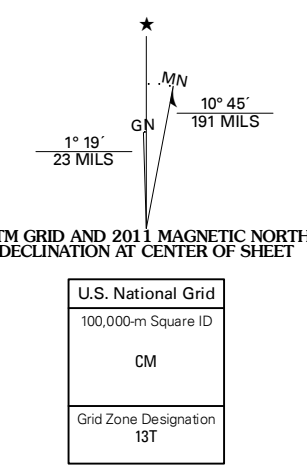 ★
MN
GN
10° 45´
191 MILS
1° 19´
23 MILS
TM GRID AND 2011 MAGNETIC NORTH
DECLINATION AT CENTER OF SHEET
U.S. National Grid
100,000-m Square ID
CM
Grid Zone Designation
13T